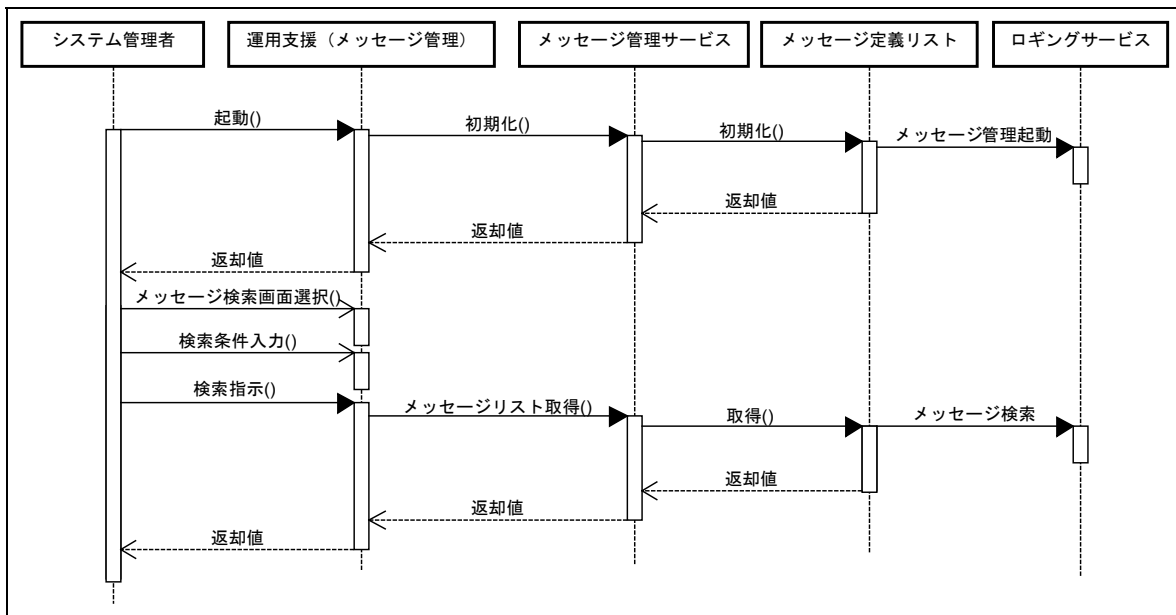 システム管理者
運用支援（メッセージ管理）
メッセージ管理サービス
メッセージ定義リスト
ロギングサービス
起動()
初期化()
初期化()
メッセージ管理起動
返却値
返却値
返却値
メッセージ検索画面選択()
検索条件入力()
検索指示()
メッセージリスト取得()
取得()
メッセージ検索
返却値
返却値
返却値